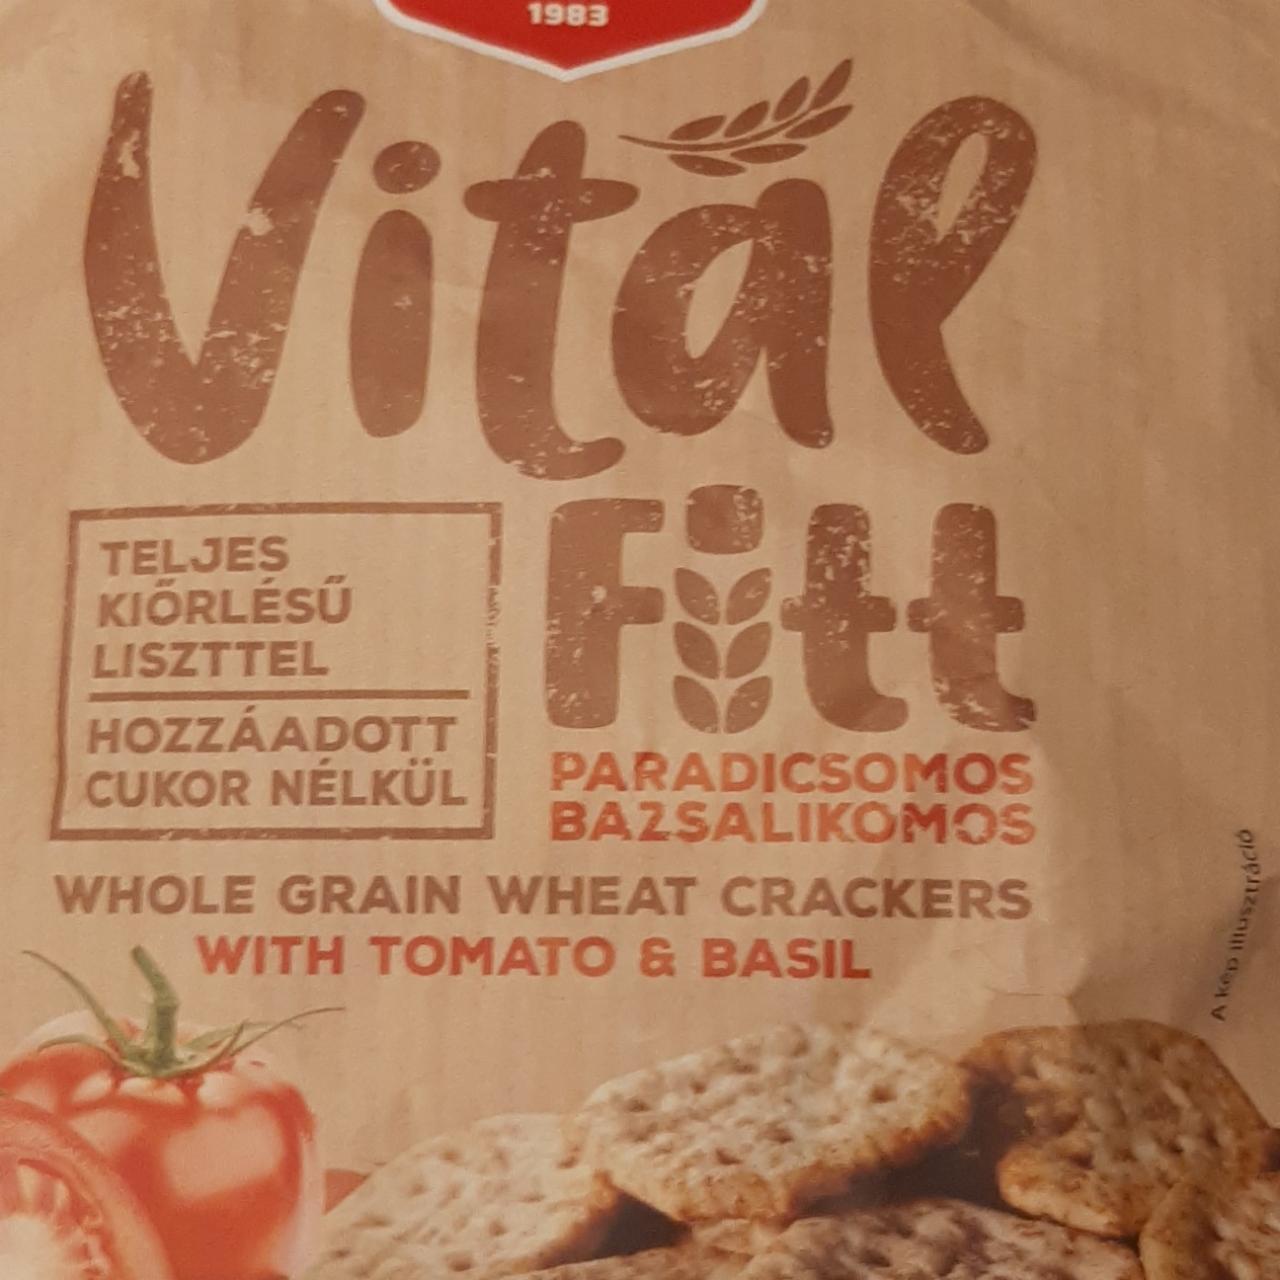 1983
Vitál
Fitt
TELJES
KIŐRLÉSŰ
LISZTTEL
HOZZÁADOTT
CUKOR NÉLKÜL
PARADICSOMOS
BAZSALIKOMOS
WHOLE GRAIN WHEAT CRACKERS
WITH TOMATO & BASIL
A kép illusztráció